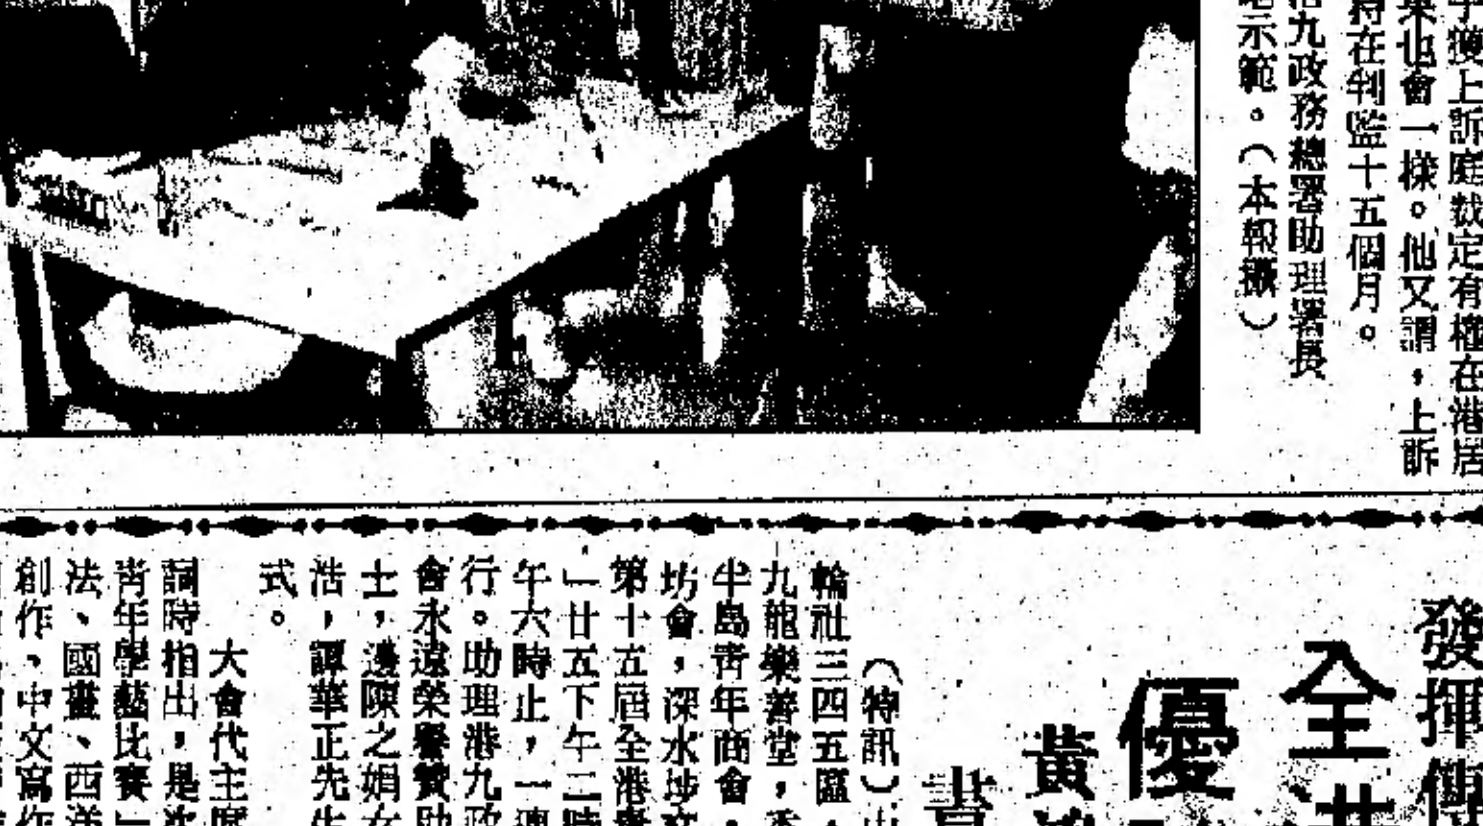 上訴庭裁定有權在港居
也會一樣。他又謂，上訴
在判監十五個月。
九政務總署助理署長
示範。（本報攝）
發揮
全
優
黃
書
（特訊）
輪社三四五區，
九龍樂善堂，
半島青年商會，
坊會，深水埗
第十五屆全港
」廿五下午二時
午六時止，一連
行。助理港九政
會永遠榮譽贊助
士，邊陳之娟女
浩，譚華正先生
式。
大會代主席
詞時指出，是次
青年學藝比賽」
法、國畫、西洋
創作、中文寫作